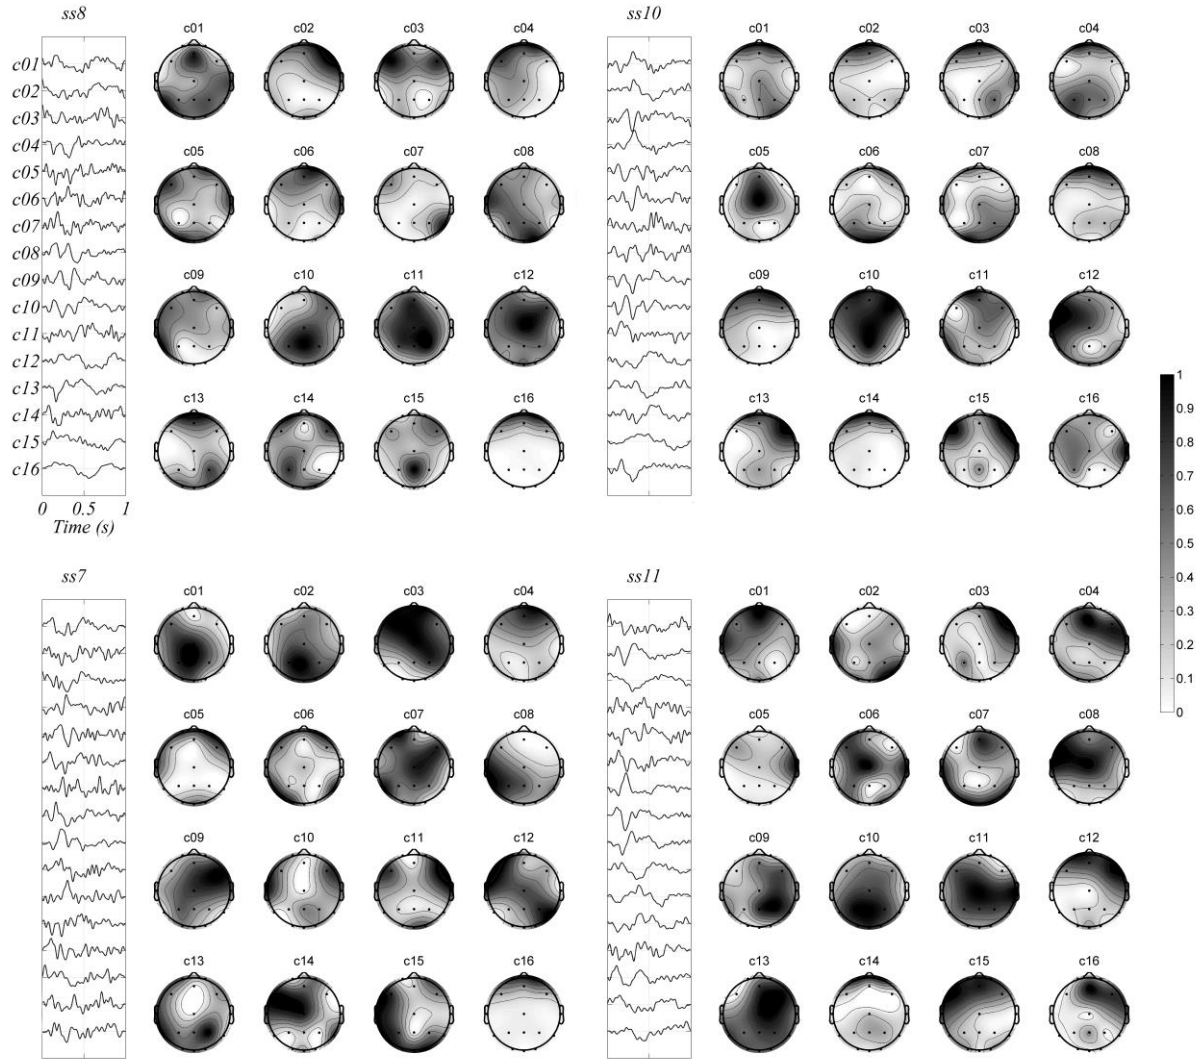 ss8
c01 c02 c03 c04
c01
c02
c03
c04
c05 c06 c07 c08
c05
c06
c07
c08
c09 c10 c11 c12
c09
c10
c11
c12
c13 c14 c15 c16
c13
c14
c15
c16
0 0.5 1
Time (s)
ss10
c01 c02 c03 c04
c05 c06 c07 c08
c09 c10 c11 c12
c13 c14 c15 c16
1
0.9
0.8
0.7
0.6
0.5
0.4
0.3
0.2
0.1
0
ss7
c01 c02 c03 c04
c05 c06 c07 c08
c09 c10 c11 c12
c13 c14 c15 c16
ss11
c01 c02 c03 c04
c05 c06 c07 c08
c09 c10 c11 c12
c13 c14 c15 c16